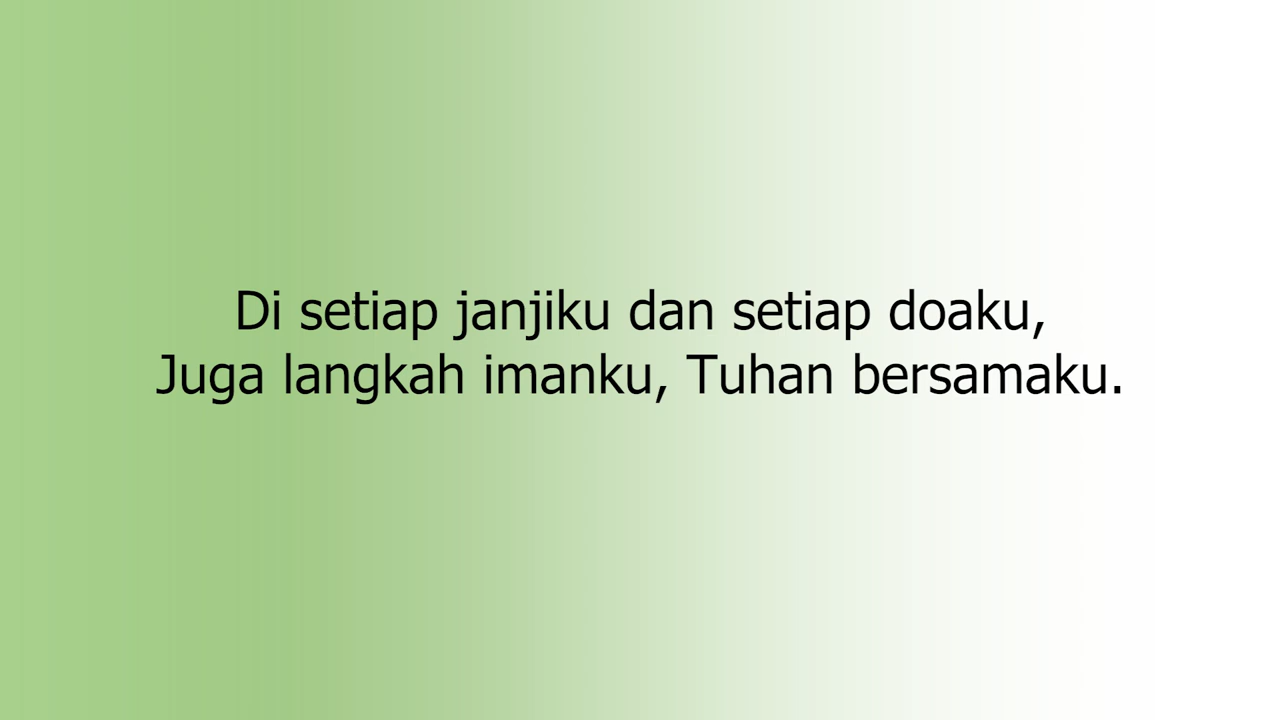 Di setiap janjiku dan setiap doaku,
Juga langkah imanku, Tuhan bersamaku.